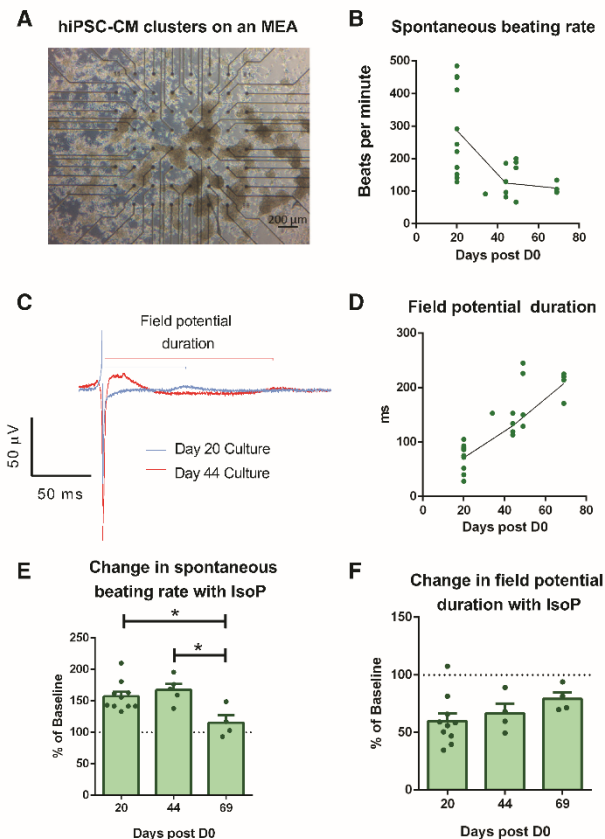 A
hiPSC-CM clusters on an MEA
200 µm
B
Spontaneous beating rate
Beats per minute
500
400
300
200
100
0
0 20 40 60 80
Days post D0
C
Field potential
duration
50 µV
50 ms
Day 20 Culture
Day 44 Culture
D
Field potential duration
ms
300
200
100
0
0 20 40 60 80
Days post D0
E
Change in spontaneous
beating rate with IsoP
*
*
% of Baseline
250
200
150
100
50
0
20 44 69
Days post D0
F
Change in field potential
duration with IsoP
% of Baseline
150
100
50
0
20 44 69
Days post D0